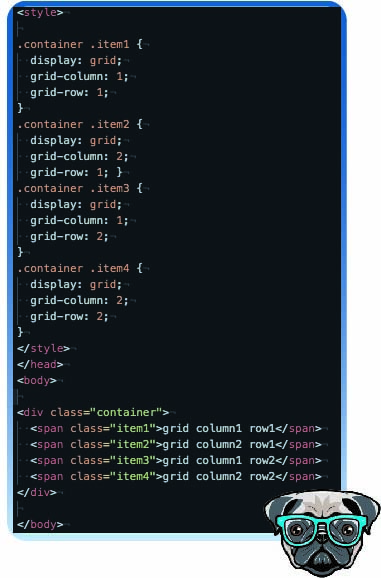 <style>
.container .item1 {
display: grid;
grid-column: 1;
grid-row: 1;
}
.container .item2 {
display: grid;
grid-column: 2;
grid-row: 1; }
.container .item3 {
display: grid;
grid-column: 1;
grid-row: 2;
}
.container .item4 {
display: grid;
grid-column: 2;
grid-row: 2;
}
</style>
</head>
<body>
<div class="container">
<span class="item1">grid column1 row1</span>
<span class="item2">grid column2 row1</span>
<span class="item3">grid column1 row2</span>
<span class="item4">grid column2 row2</span>
</div>
</body>